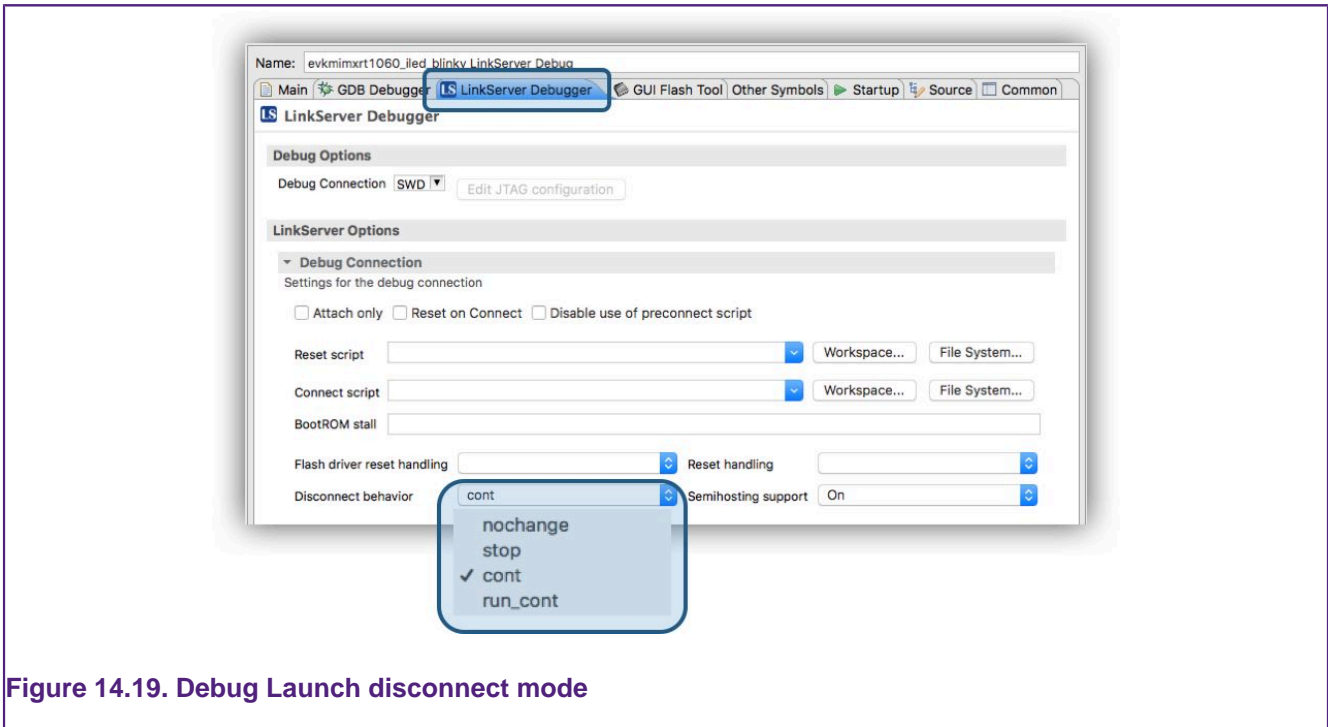 Name: evkmimxrt1060_iled_blinky LinkServer Debug
Main GDB Debugger LS LinkServer Debugger GUI Flash Tool Other Symbols Startup Source Common
LS LinkServer Debugger
Debug Options
Debug Connection SWD Edit JTAG configuration
LinkServer Options
Debug Connection
Settings for the debug connection
Attach only Reset on Connect Disable use of preconnect script
Reset script Workspace... File System...
Connect script Workspace... File System...
BootROM stall
Flash driver reset handling Reset handling
Disconnect behavior cont Semihosting support On
nochange
stop
✓ cont
run_cont
Figure 14.19. Debug Launch disconnect mode